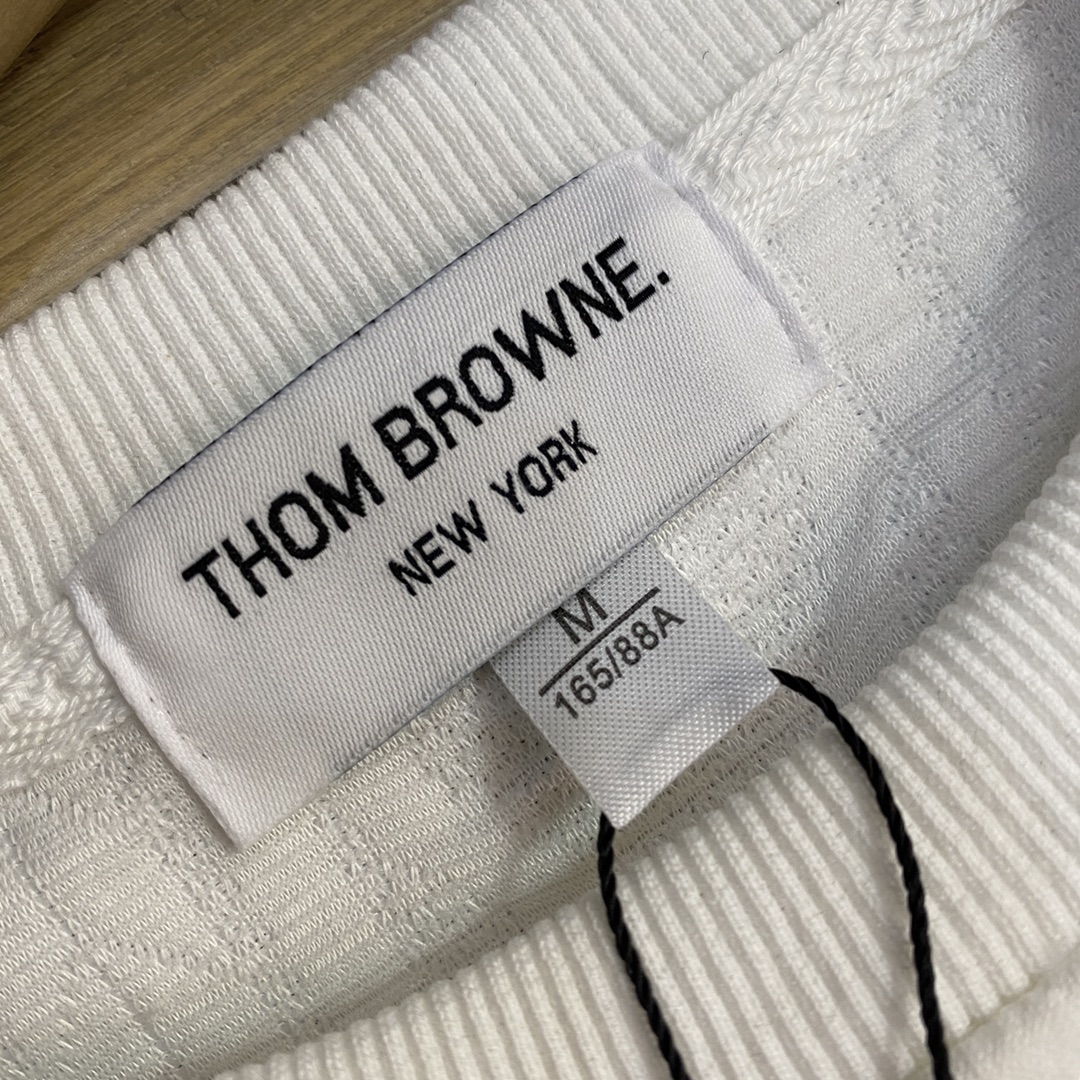 THOM BROWNE.
NEW YORK
M
165/88A